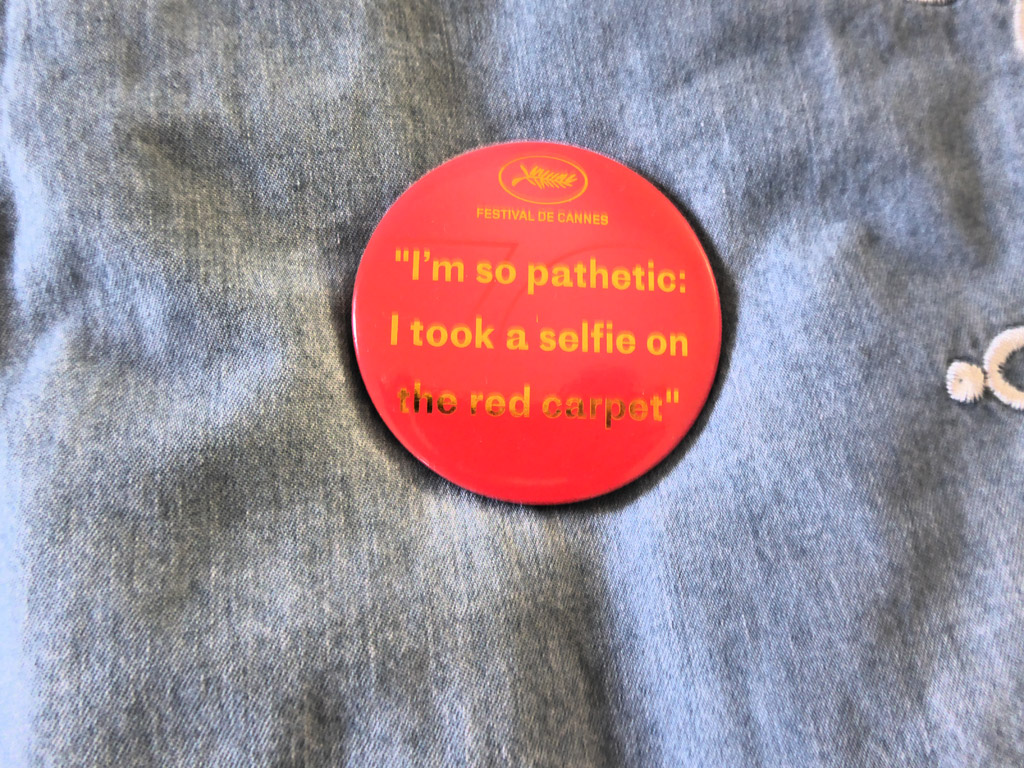 FESTIVAL DE CANNES
"I'm so pathetic:
I took a selfie on
the red carpet"